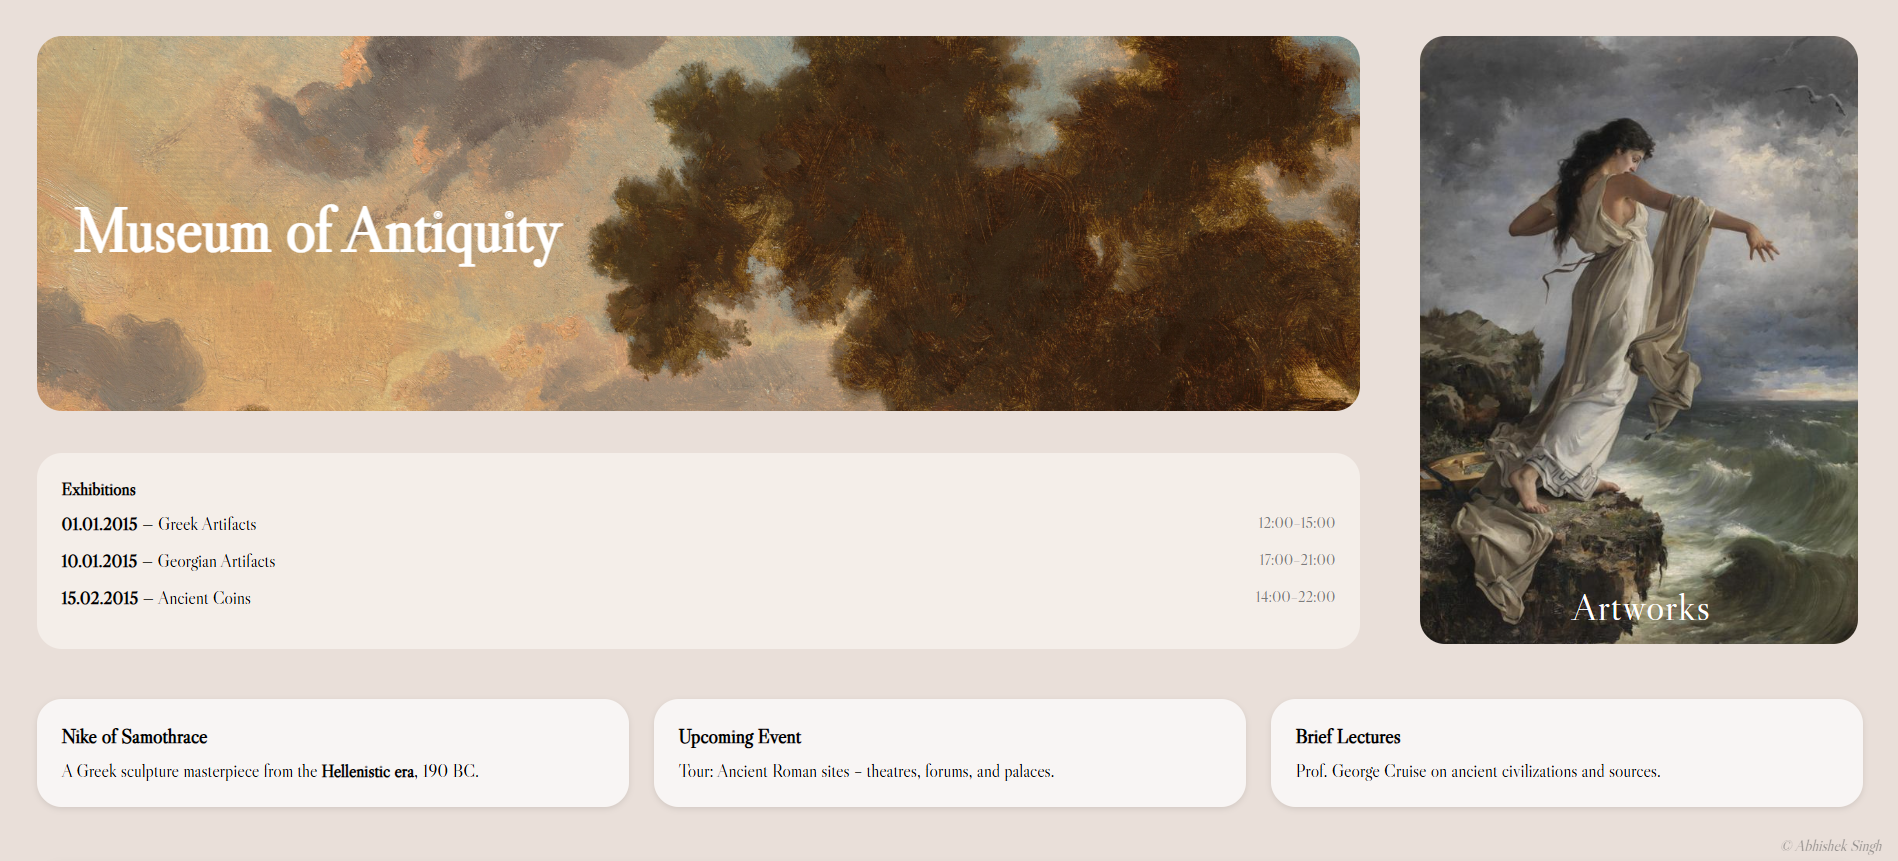 Museum of Antiquity
Exhibitions
01.01.2015 – Greek Artifacts 12:00–15:00
10.01.2015 – Georgian Artifacts 17:00–21:00
15.02.2015 – Ancient Coins 14:00–22:00
Artworks
Nike of Samothrace
A Greek sculpture masterpiece from the Hellenistic era, 190 BC.
Upcoming Event
Tour: Ancient Roman sites – theatres, forums, and palaces.
Brief Lectures
Prof. George Cruise on ancient civilizations and sources.
© Abhishek Singh